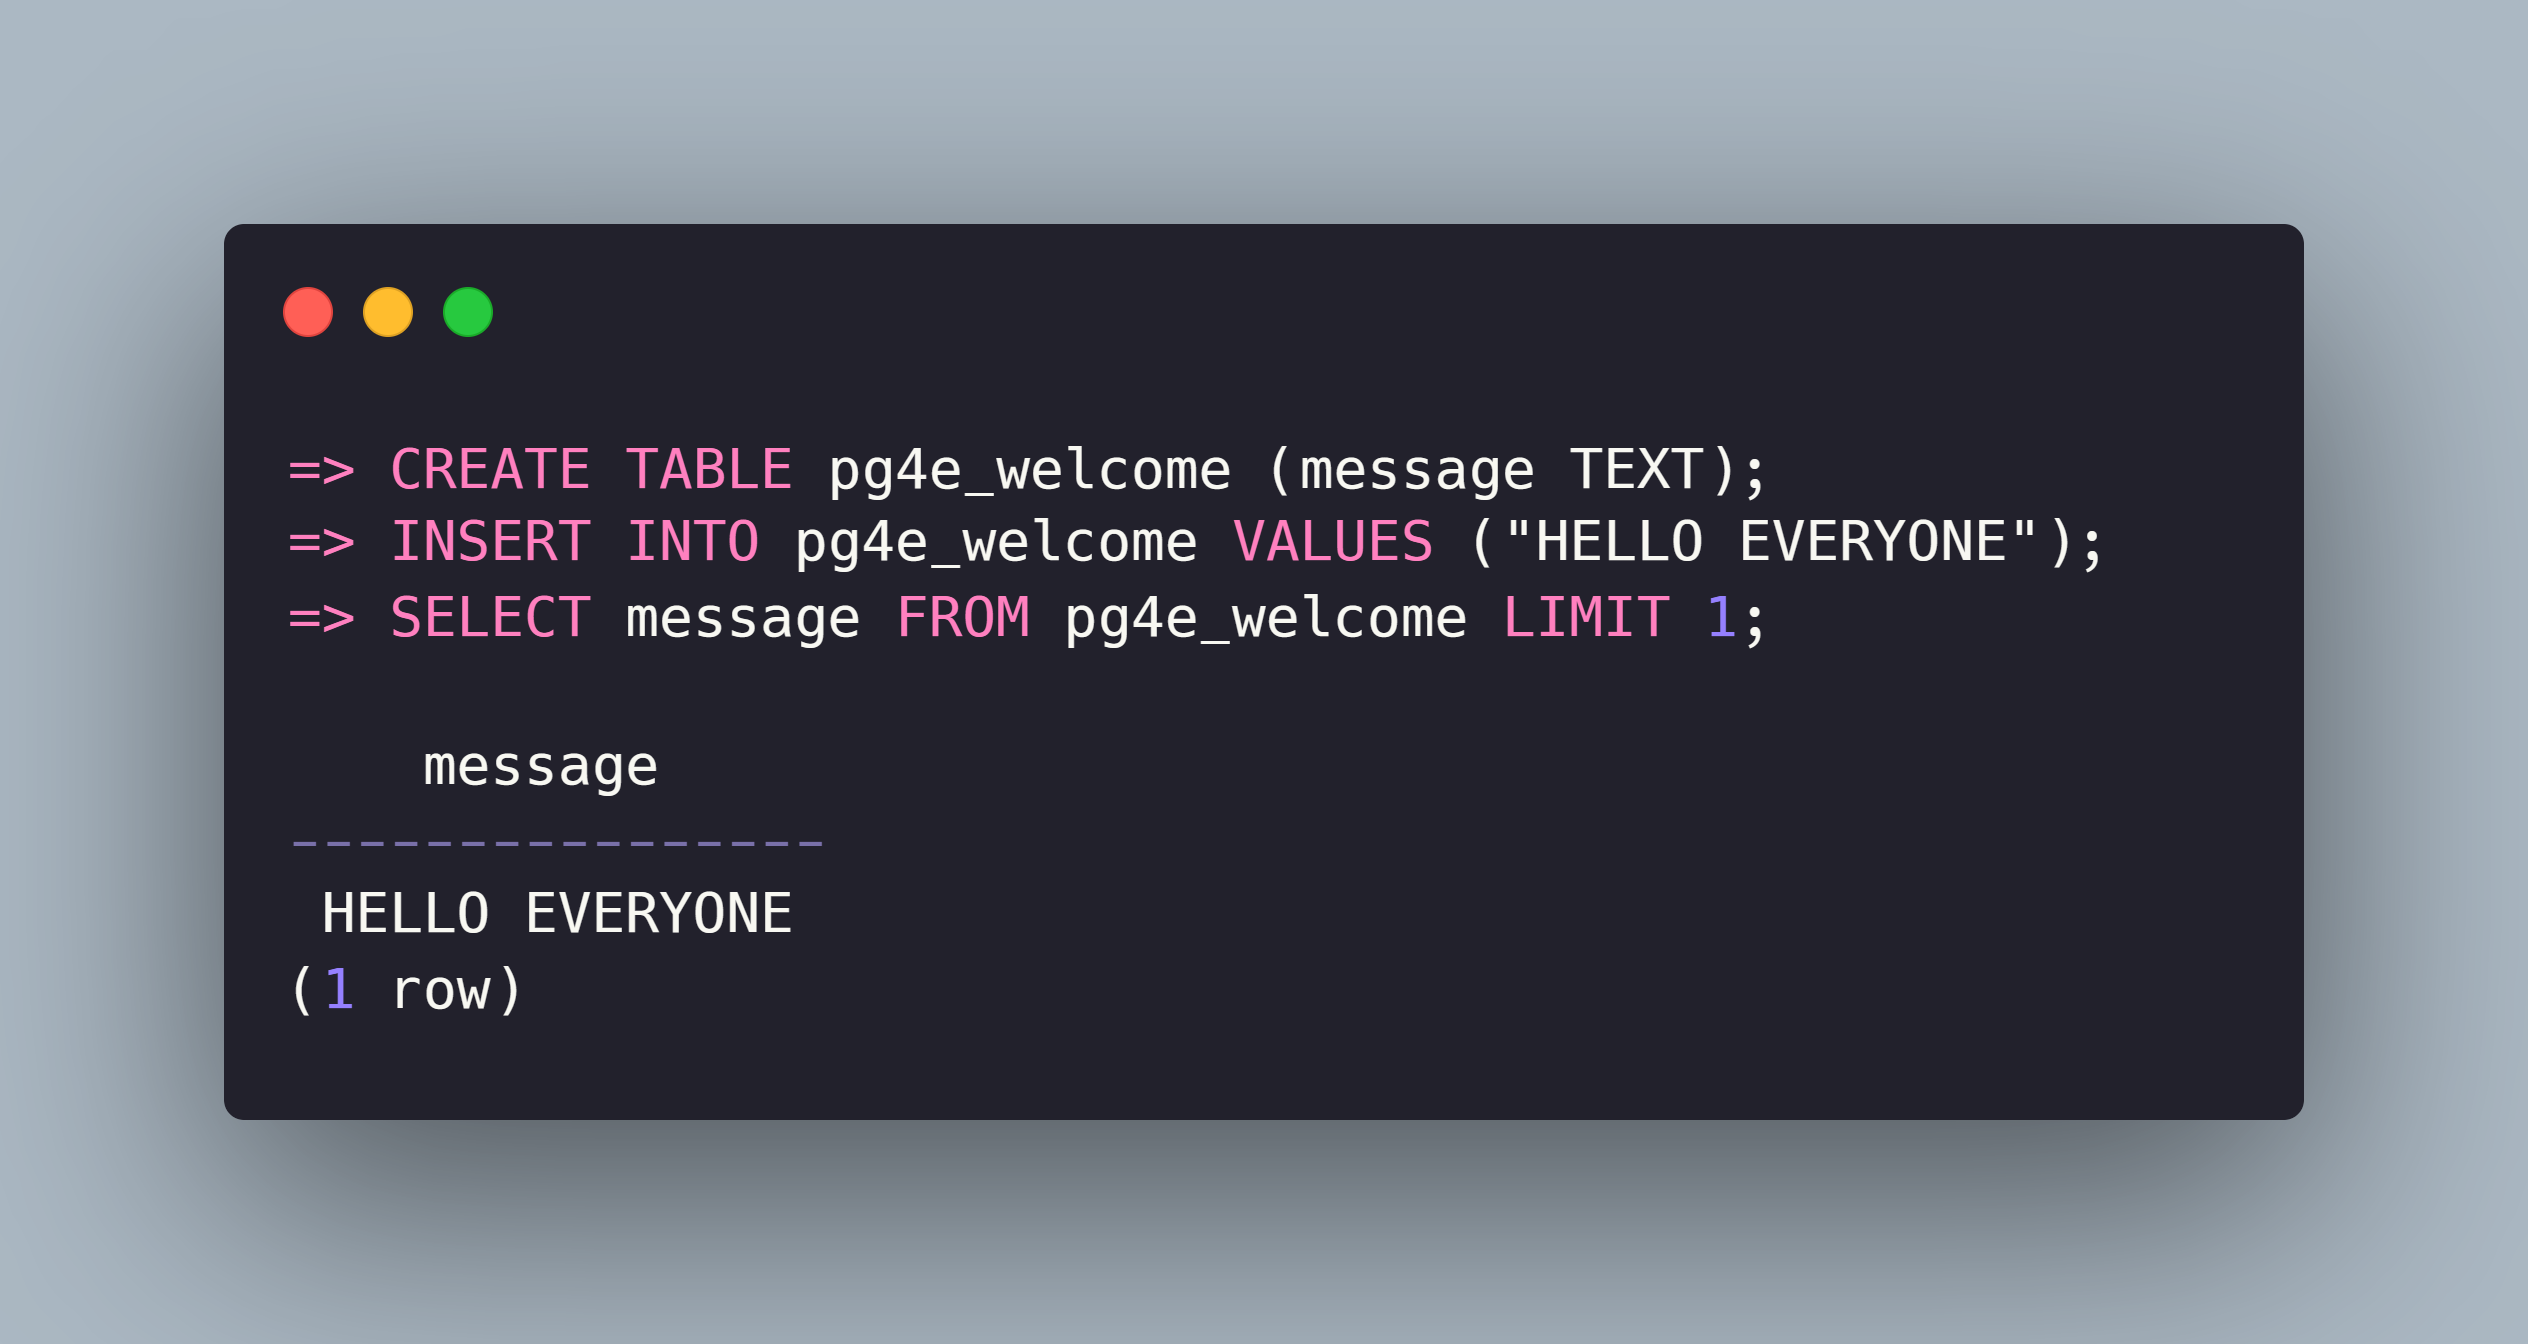 => CREATE TABLE pg4e_welcome (message TEXT);
=> INSERT INTO pg4e_welcome VALUES ("HELLO EVERYONE");
=> SELECT message FROM pg4e_welcome LIMIT 1;
message
----------------
HELLO EVERYONE
(1 row)